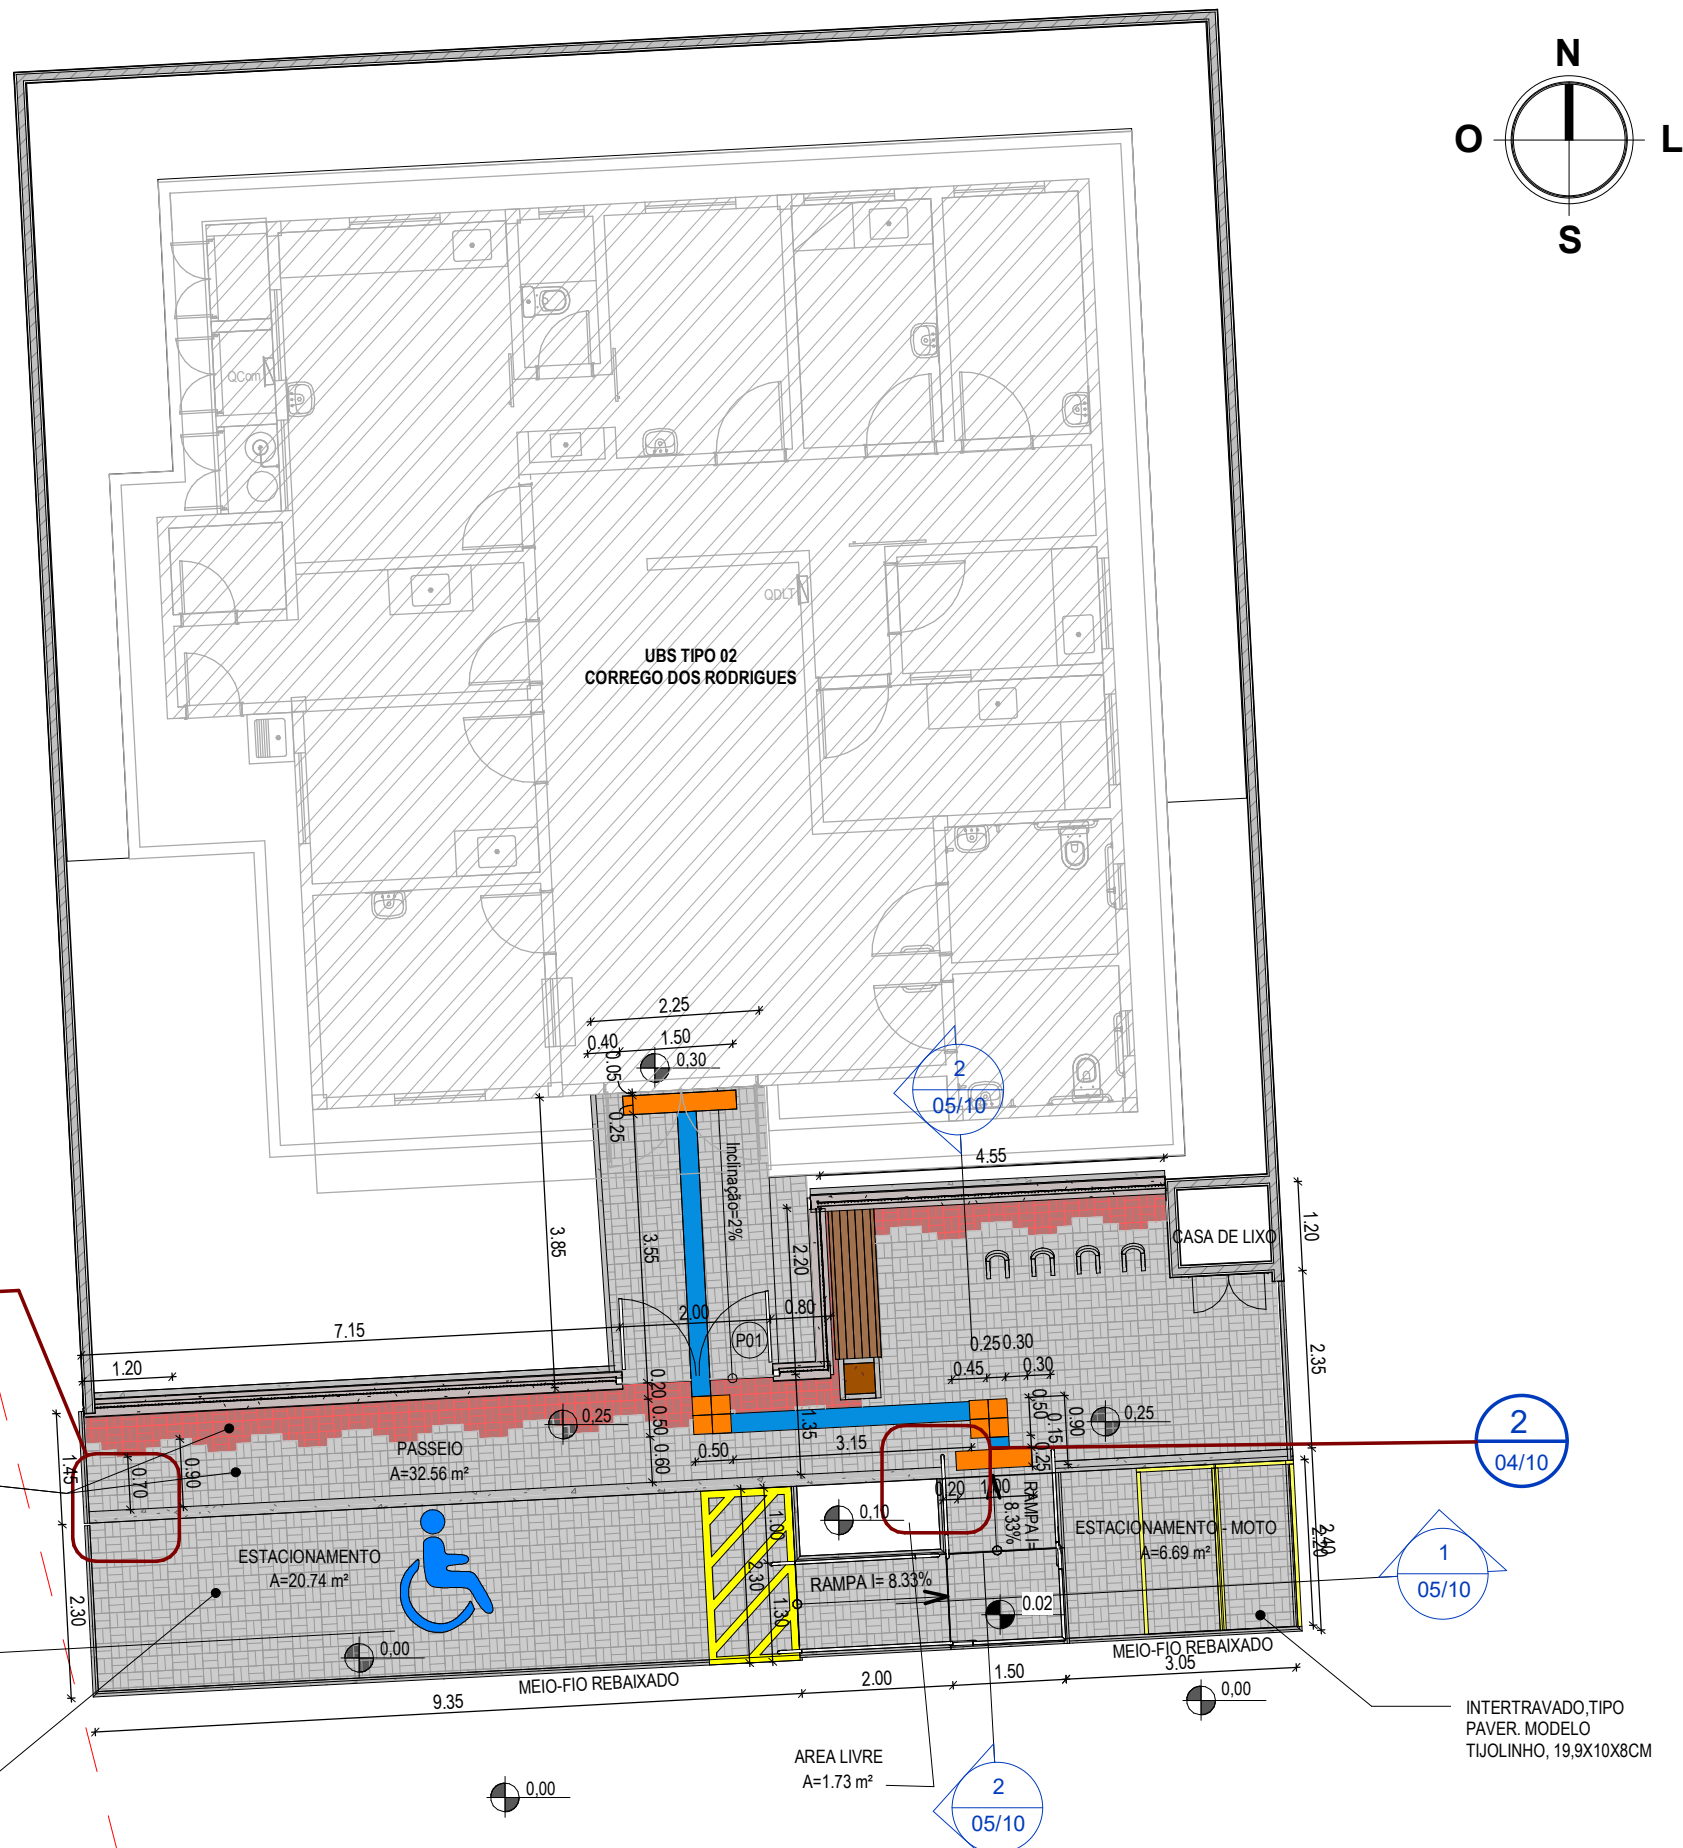 N
O
L
S
QCom
QDLT
UBS TIPO 02
CORREGO DOS RODRIGUES
2.25
0.40
1.50
0.05
0,30
0.25
2
05/10
4.55
Inclinação=2%
3.85
3.55
2.20
CASA DE LIXO
1.20
7.15
2.00
0.80
P01
1.20
0.25
0.30
0.45
0.30
2.35
0.20
0.50
0.60
0,25
1.35
0.50
3.15
0.50
0.15
0.25
0.90
0,25
PASSEIO
A=32.56 m²
1.45
0.70
0.90
2
04/10
0.20
1.00
0,10
RAMPA I=
8.33%
ESTACIONAMENTO - MOTO
A=6.69 m²
2.40
2.20
ESTACIONAMENTO
A=20.74 m²
1.00
2.30
1.30
RAMPA I= 8.33%
0.02
1
05/10
2.30
0,00
MEIO-FIO REBAIXADO
MEIO-FIO REBAIXADO
9.35
2.00
1.50
3.05
0,00
INTERTRAVADO,TIPO
PAVER. MODELO
TIJOLINHO, 19,9X10X8CM
AREA LIVRE
A=1.73 m²
0,00
2
05/10